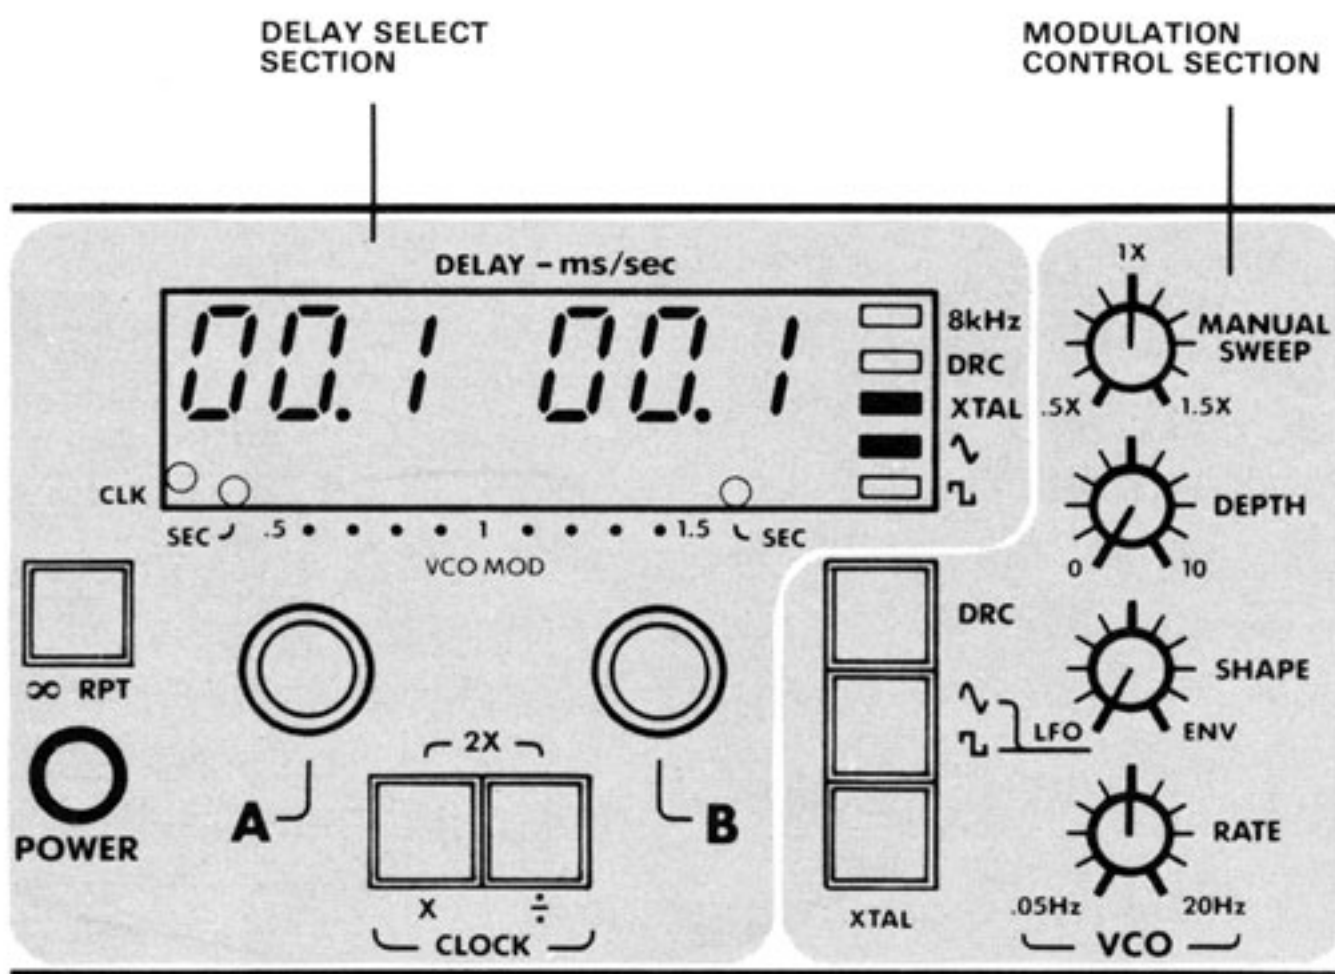 DELAY SELECT
SECTION
MODULATION
CONTROL SECTION
DELAY – ms/sec
00.1 00.1
8kHz
DRC
XTAL
CLK
SEC .5 • • • • 1 • • • • 1.5 SEC
VCO MOD
∞ RPT
POWER
A
B
2X
X ÷
CLOCK
1X
MANUAL
SWEEP
.5X 1.5X
DEPTH
0 10
DRC
SHAPE
LFO ENV
RATE
.05Hz 20Hz
XTAL
VCO